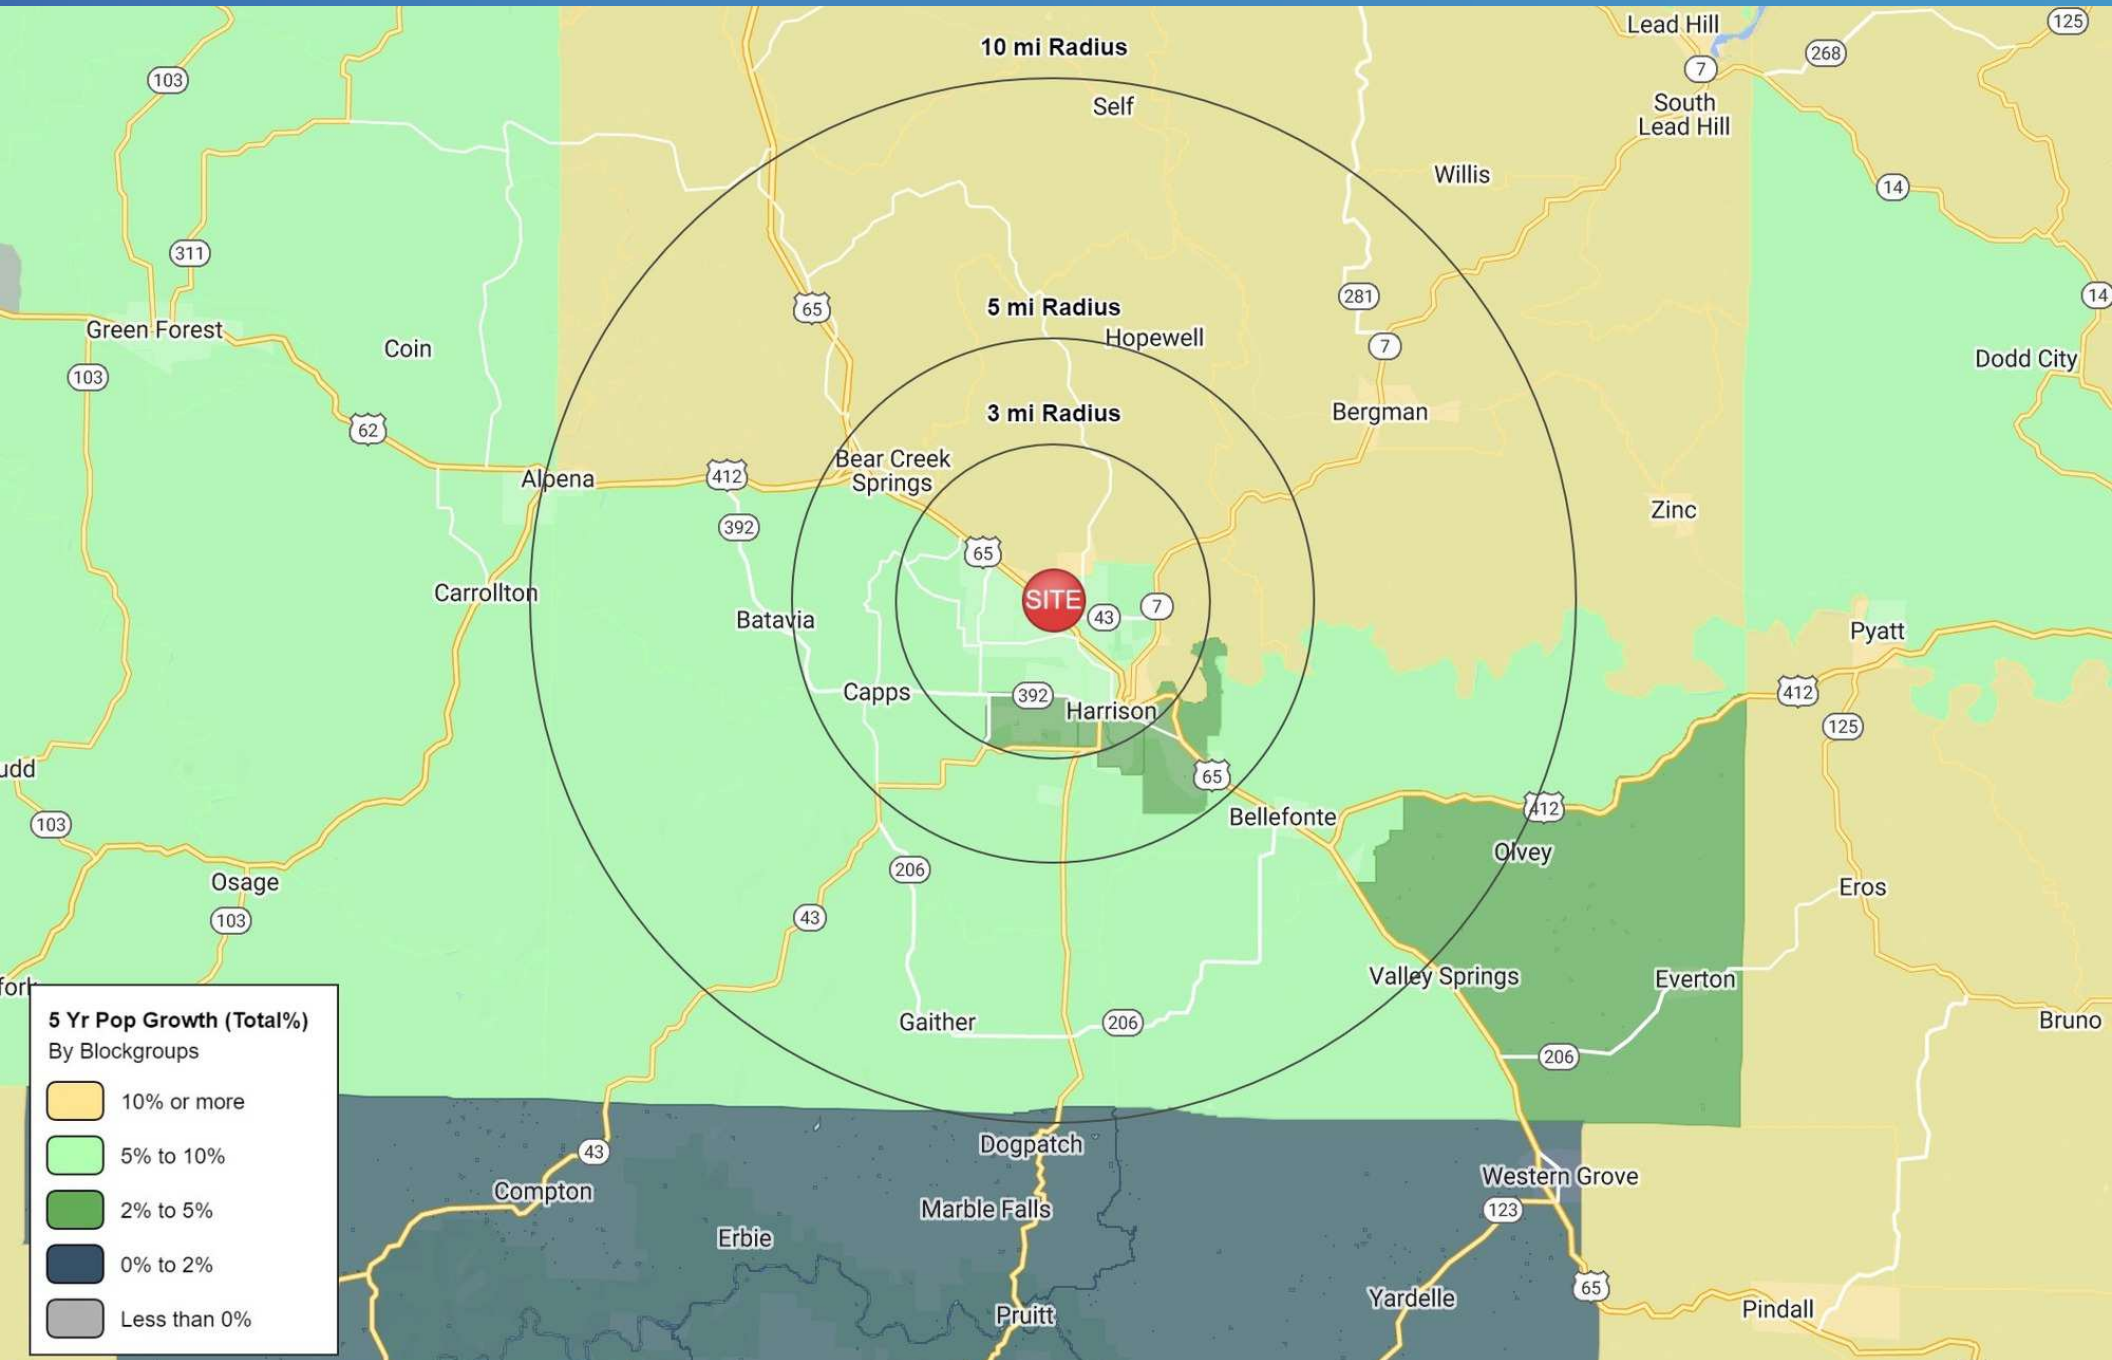 Lead Hill
125
10 mi Radius
268
103
7
Self
South
Lead Hill
Willis
14
311
281
14
65
5 mi Radius
Green Forest
Hopewell
7
Coin
Dodd City
103
3 mi Radius
Bergman
62
Bear Creek
Springs
Alpena
412
Zinc
392
65
Carrollton
SITE
7
43
Batavia
Pyatt
Capps
392
412
Harrison
125
udd
65
412
Bellefonte
103
Olvey
206
Osage
Eros
43
103
Valley Springs
Everton
fork
Gaither
206
Bruno
5 Yr Pop Growth (Total%)
By Blockgroups
206
10% or more
Dogpatch
5% to 10%
43
Western Grove
Compton
Marble Falls
123
2% to 5%
Erbie
0% to 2%
65
Yardelle
Pindall
Pruitt
Less than 0%